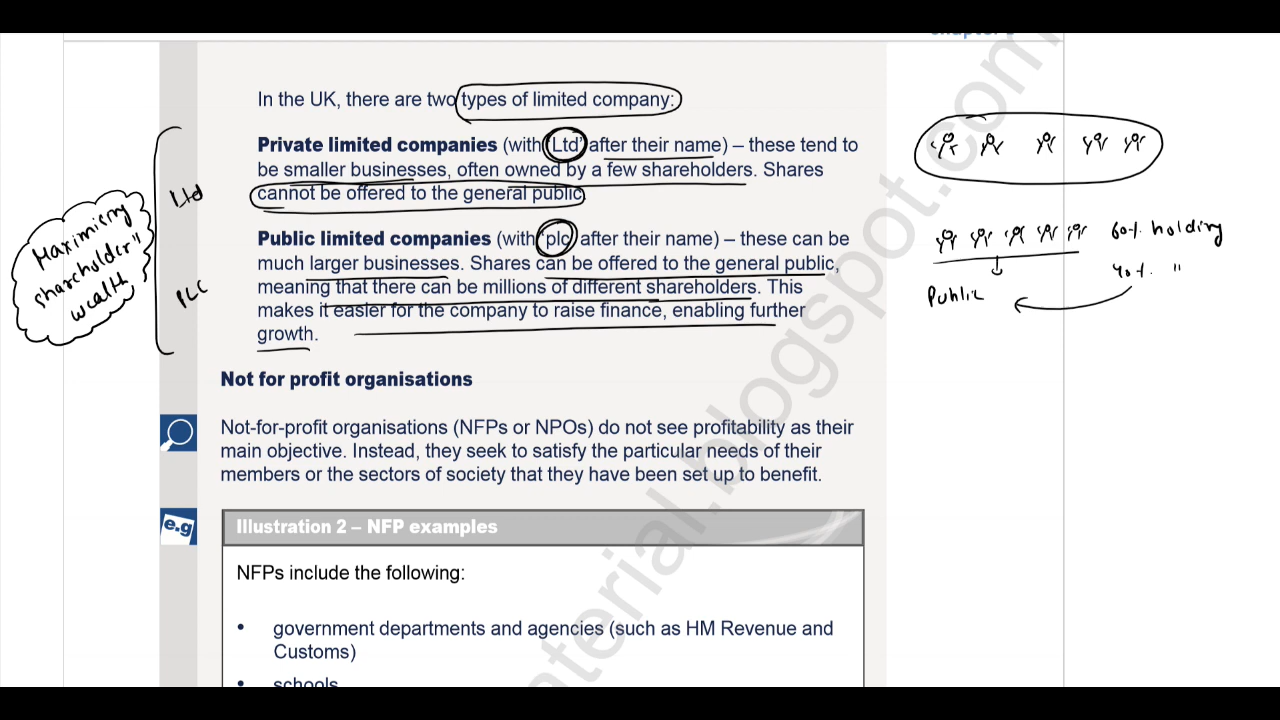 In the UK, there are two types of limited company:
Private limited companies (with 'Ltd' after their name) – these tend to
be smaller businesses, often owned by a few shareholders. Shares
cannot be offered to the general public.
Public limited companies (with 'plc' after their name) – these can be
much larger businesses. Shares can be offered to the general public,
meaning that there can be millions of different shareholders. This
makes it easier for the company to raise finance, enabling further
growth.
Ltd
PLC
Maximising
shareholder"
wealth
60% holding
40% "
Public
Not for profit organisations
Not-for-profit organisations (NFPs or NPOs) do not see profitability as their
main objective. Instead, they seek to satisfy the particular needs of their
members or the sectors of society that they have been set up to benefit.
e.g
Illustration 2 – NFP examples
NFPs include the following:
• government departments and agencies (such as HM Revenue and
Customs)
• schools
aterial.blogspot.com